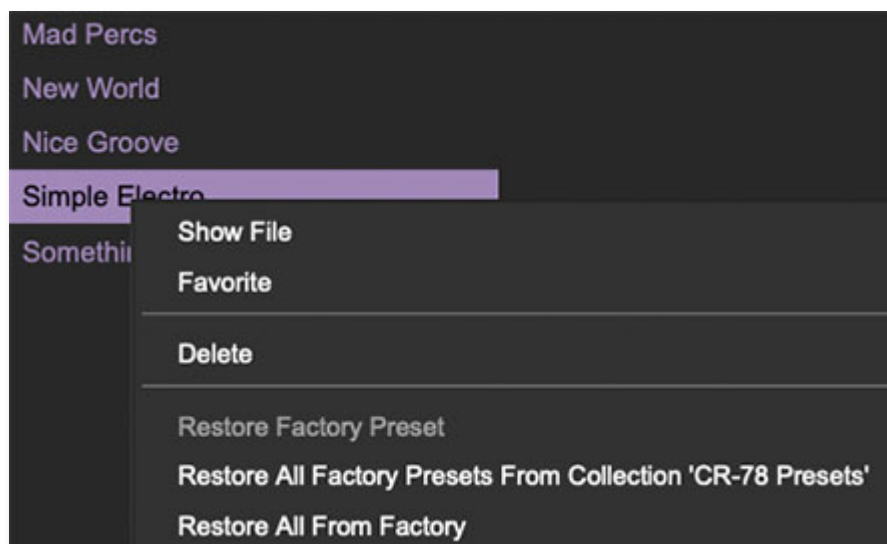 Mad Percs
New World
Nice Groove
Simple Electro
Show File
Favorite
Delete
Restore Factory Preset
Restore All Factory Presets From Collection 'CR-78 Presets'
Restore All From Factory